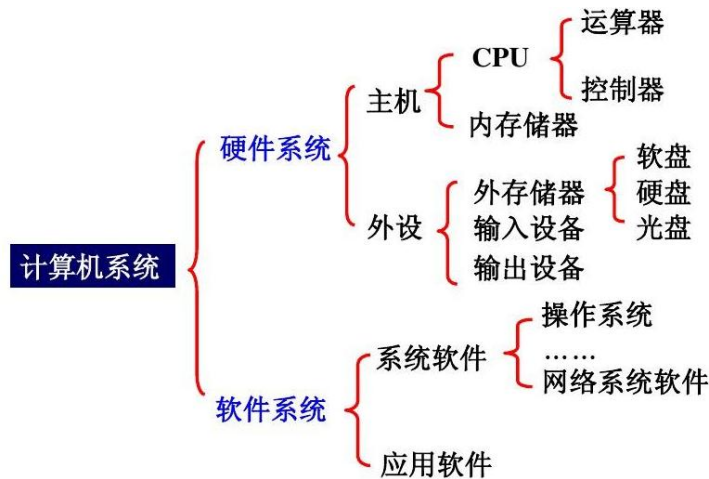 计算机系统
硬件系统
主机
CPU
运算器
控制器
内存储器
外设
外存储器
软盘
硬盘
光盘
输入设备
输出设备
软件系统
系统软件
操作系统
……
网络系统软件
应用软件